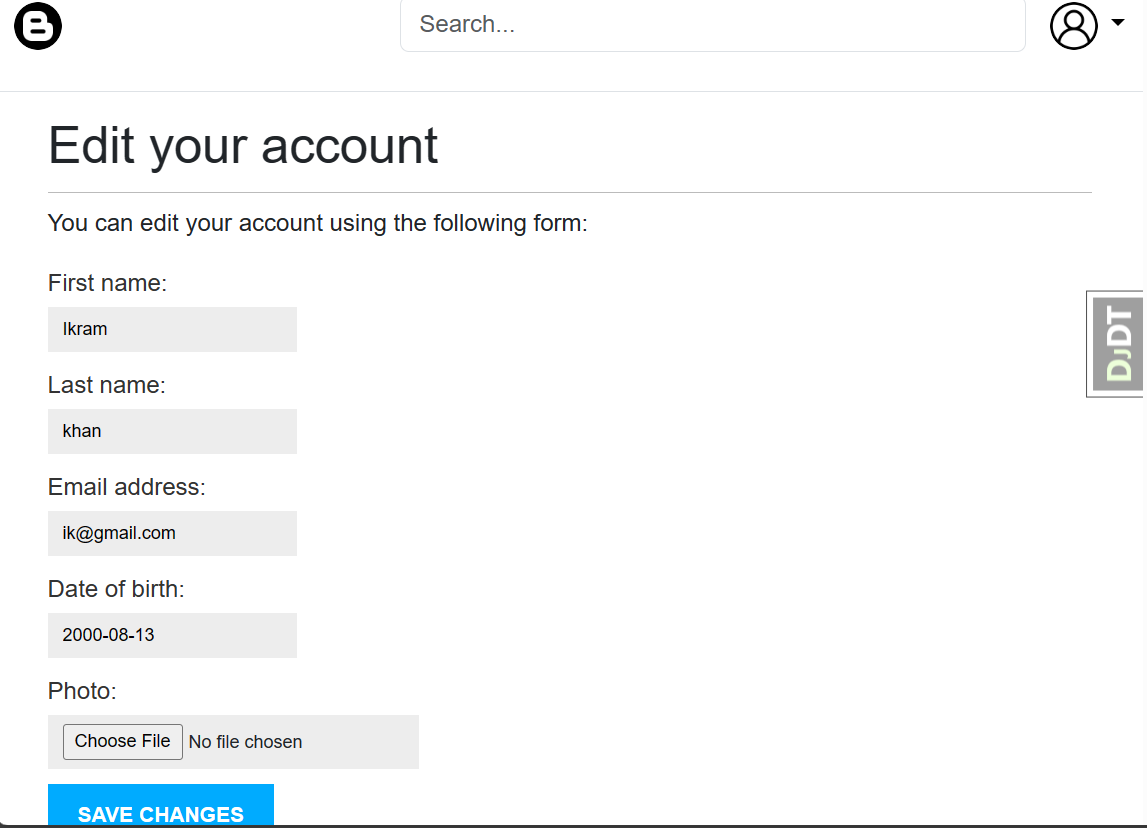 B
Search...
Edit your account
You can edit your account using the following form:
First name:
Ikram
Last name:
khan
Email address:
ik@gmail.com
Date of birth:
2000-08-13
Photo:
Choose File No file chosen
SAVE CHANGES
DJDT